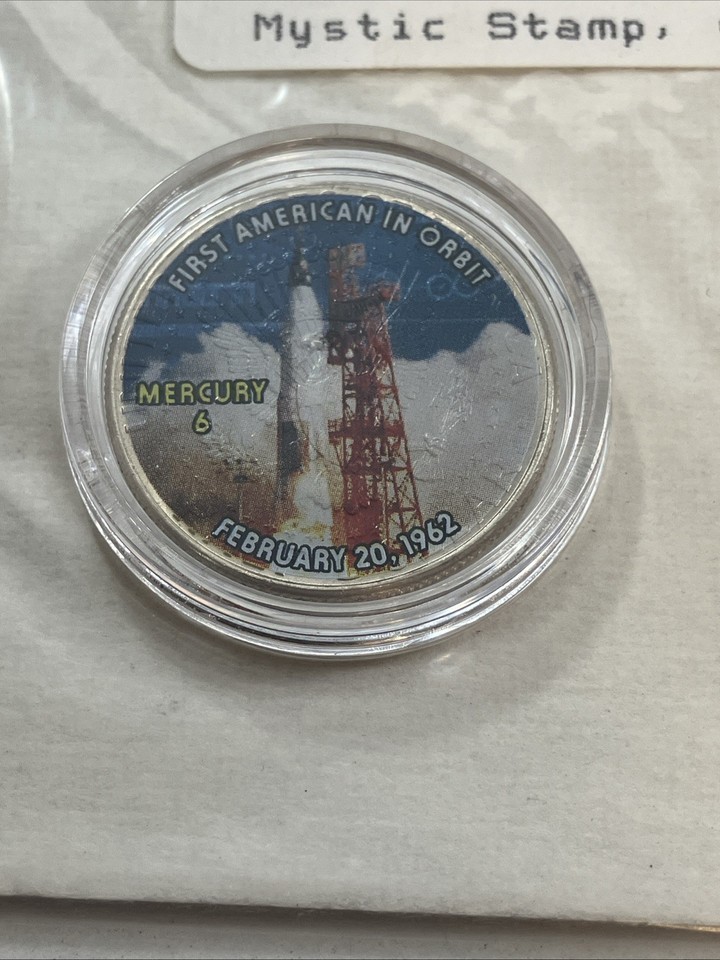 Mystic Stamp,
FIRST AMERICAN IN ORBIT
MERCURY
6
FEBRUARY 20, 1962